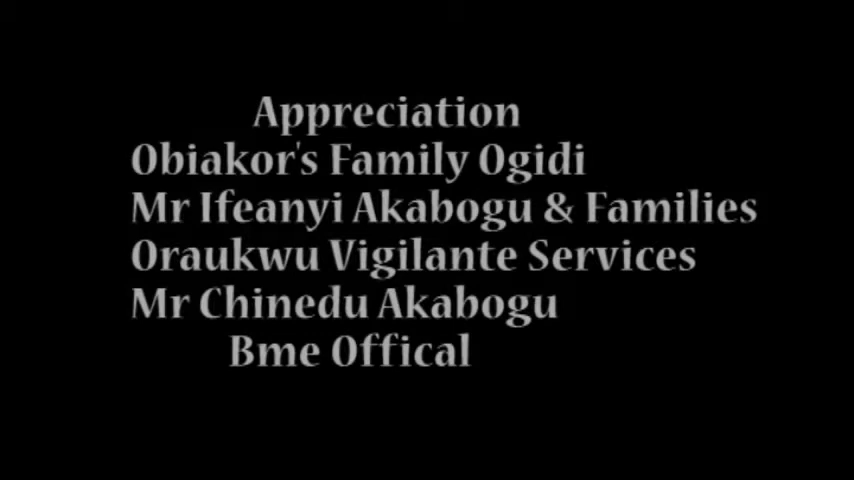 Appreciation
Obiakor's Family Ogidi
Mr Ifeanyi Akabogu & Families
Oraukwu Vigilante Services
Mr Chinedu Akabogu
Bme Offical